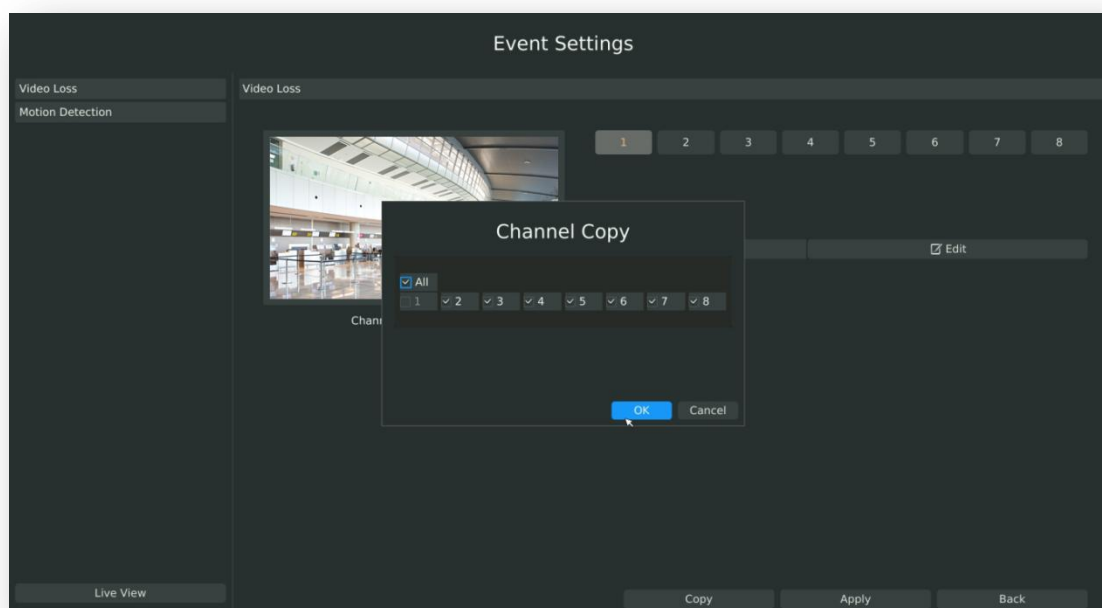 Event Settings
Video Loss
Motion Detection
Video Loss
1 2 3 4 5 6 7 8
Edit
Channel Copy
All
1 2 3 4 5 6 7 8
OK Cancel
Live View
Copy Apply Back